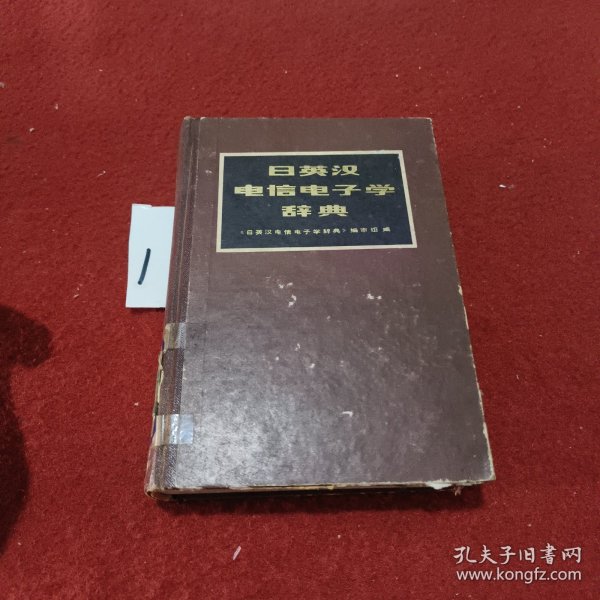 日英汉
电信电子学
辞典
《日英汉电信电子学辞典》编审组编
1
孔夫子旧书网
www.kongfz.com